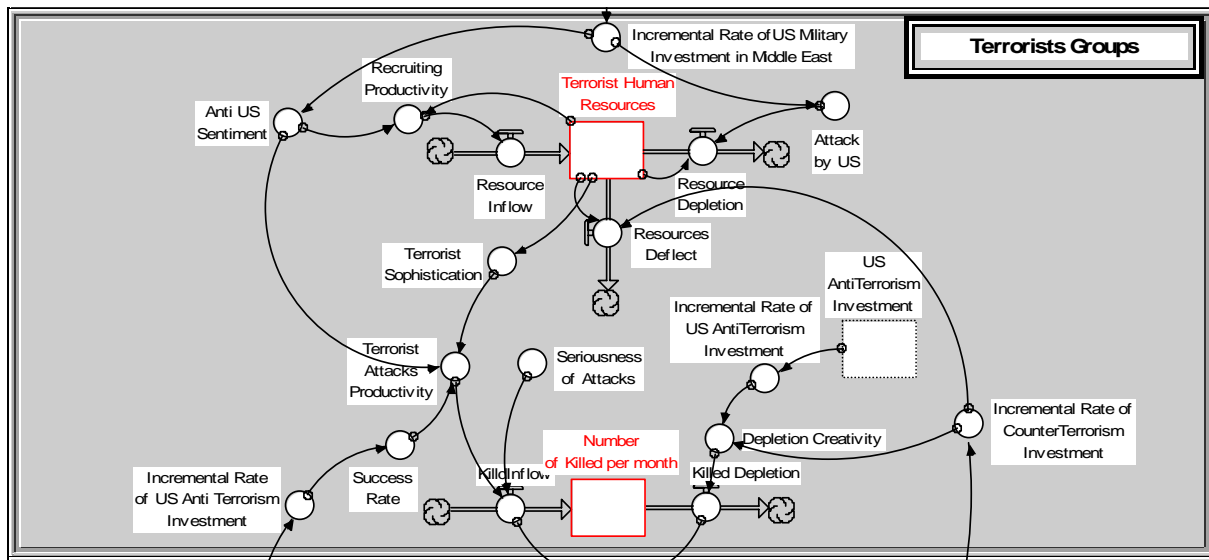 Terrorists Groups
Incremental Rate of US Military
Investment in Middle East
Recruiting
Productivity
Terrorist Human
Resources
Anti US
Sentiment
Attack
by US
Resource
Inflow
Resource
Depletion
Resources
Deflect
Terrorist
Sophistication
US
AntiTerrorism
Investment
Incremental Rate of
US AntiTerrorism
Investment
Terrorist
Attacks
Productivity
Seriousness
of Attacks
Incremental Rate of
CounterTerrorism
Investment
Number
of Killed per month
Depletion Creativity
Incremental Rate
of US Anti Terrorism
Investment
Success
Rate
Killed Depletion